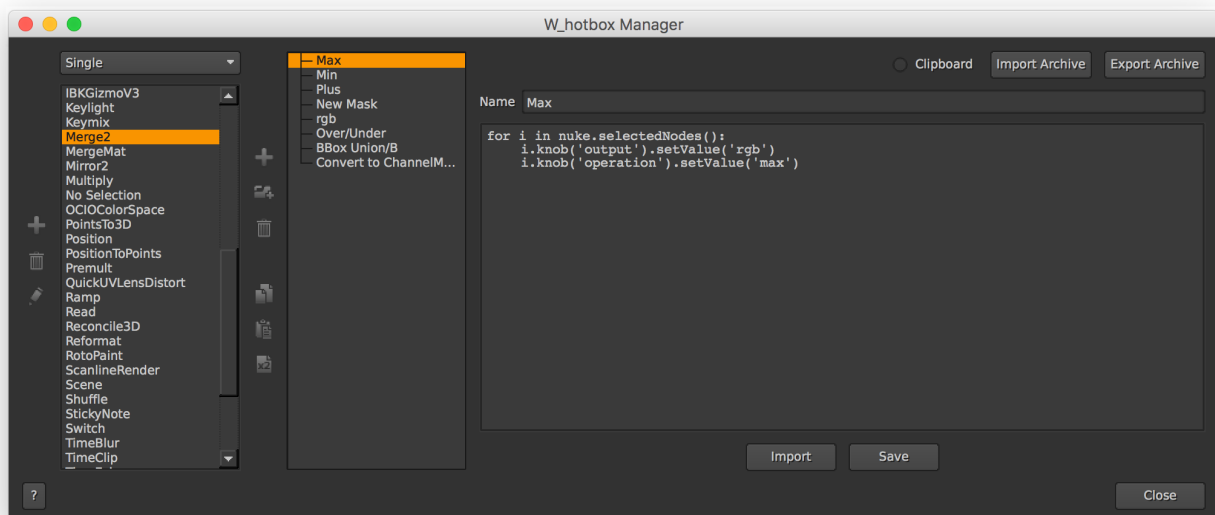 W_hotbox Manager
Single
IBKGizmoV3
Keylight
Keymix
Merge2
MergeMat
Mirror2
Multiply
No Selection
OCIOColorSpace
PointsTo3D
Position
PositionToPoints
Premult
QuickUVLensDistort
Ramp
Read
Reconcile3D
Reformat
RotoPaint
ScanlineRender
Scene
Shuffle
StickyNote
Switch
TimeBlur
TimeClip
x2
Max
Min
Plus
New Mask
rgb
Over/Under
BBox Union/B
Convert to ChannelM...
Clipboard
Import Archive
Export Archive
Name Max
for i in nuke.selectedNodes():
    i.knob('output').setValue('rgb')
    i.knob('operation').setValue('max')
Import
Save
?
Close